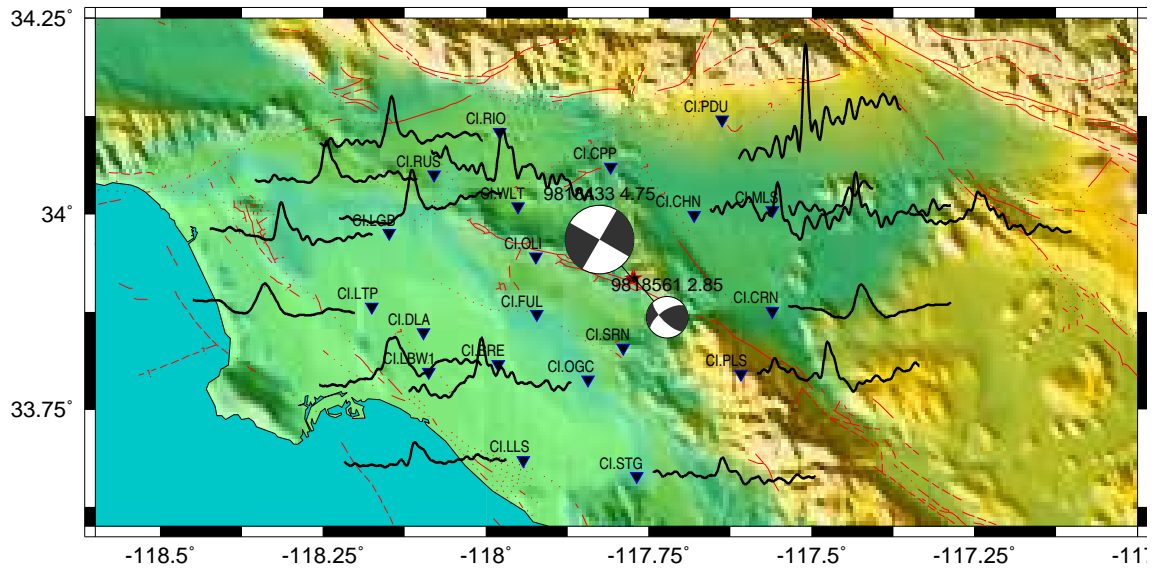 34.25°
34°
33.75°
CI.PDU
CI.RIO
CI.CPP
CI.RUS
CI.WLT
9818433 4.75
CI.CHN
CI.MLS
CI.LGB
CI.OLI
9818561 2.85
CI.LTP
CI.FUL
CI.CRN
CI.DLA
CI.SRN
CI.LBW1
CI.BRE
CI.OGC
CI.PLS
CI.LLS
CI.STG
-118.5°
-118.25°
-118°
-117.75°
-117.5°
-117.25°
-117